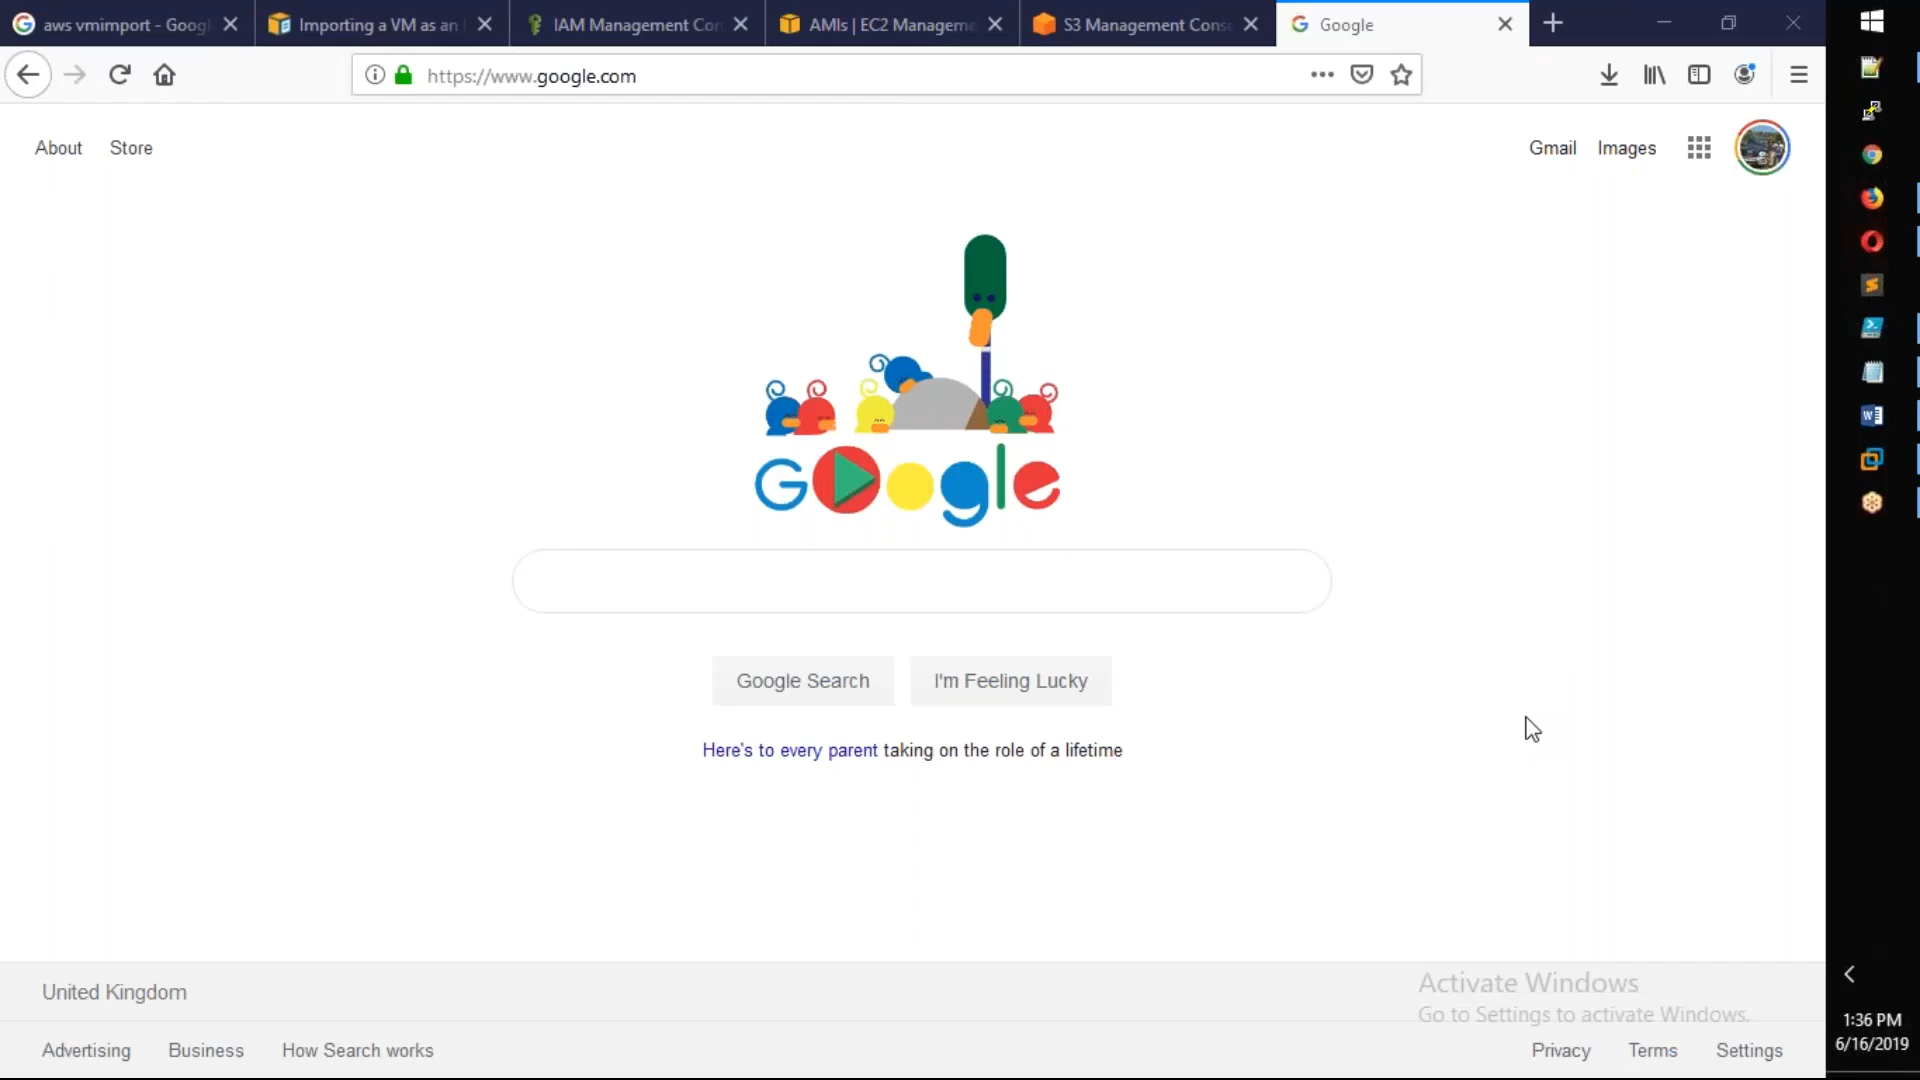 aws vmimport - Goog
Importing a VM as an
IAM Management Con
AMIs | EC2 Manageme
S3 Management Conso
Google
https://www.google.com
About
Store
Gmail
Images
Google
Google Search
I'm Feeling Lucky
Here's to every parent taking on the role of a lifetime
United Kingdom
Activate Windows
Go to Settings to activate Windows.
Advertising
Business
How Search works
Privacy
Terms
Settings
1:36 PM
6/16/2019